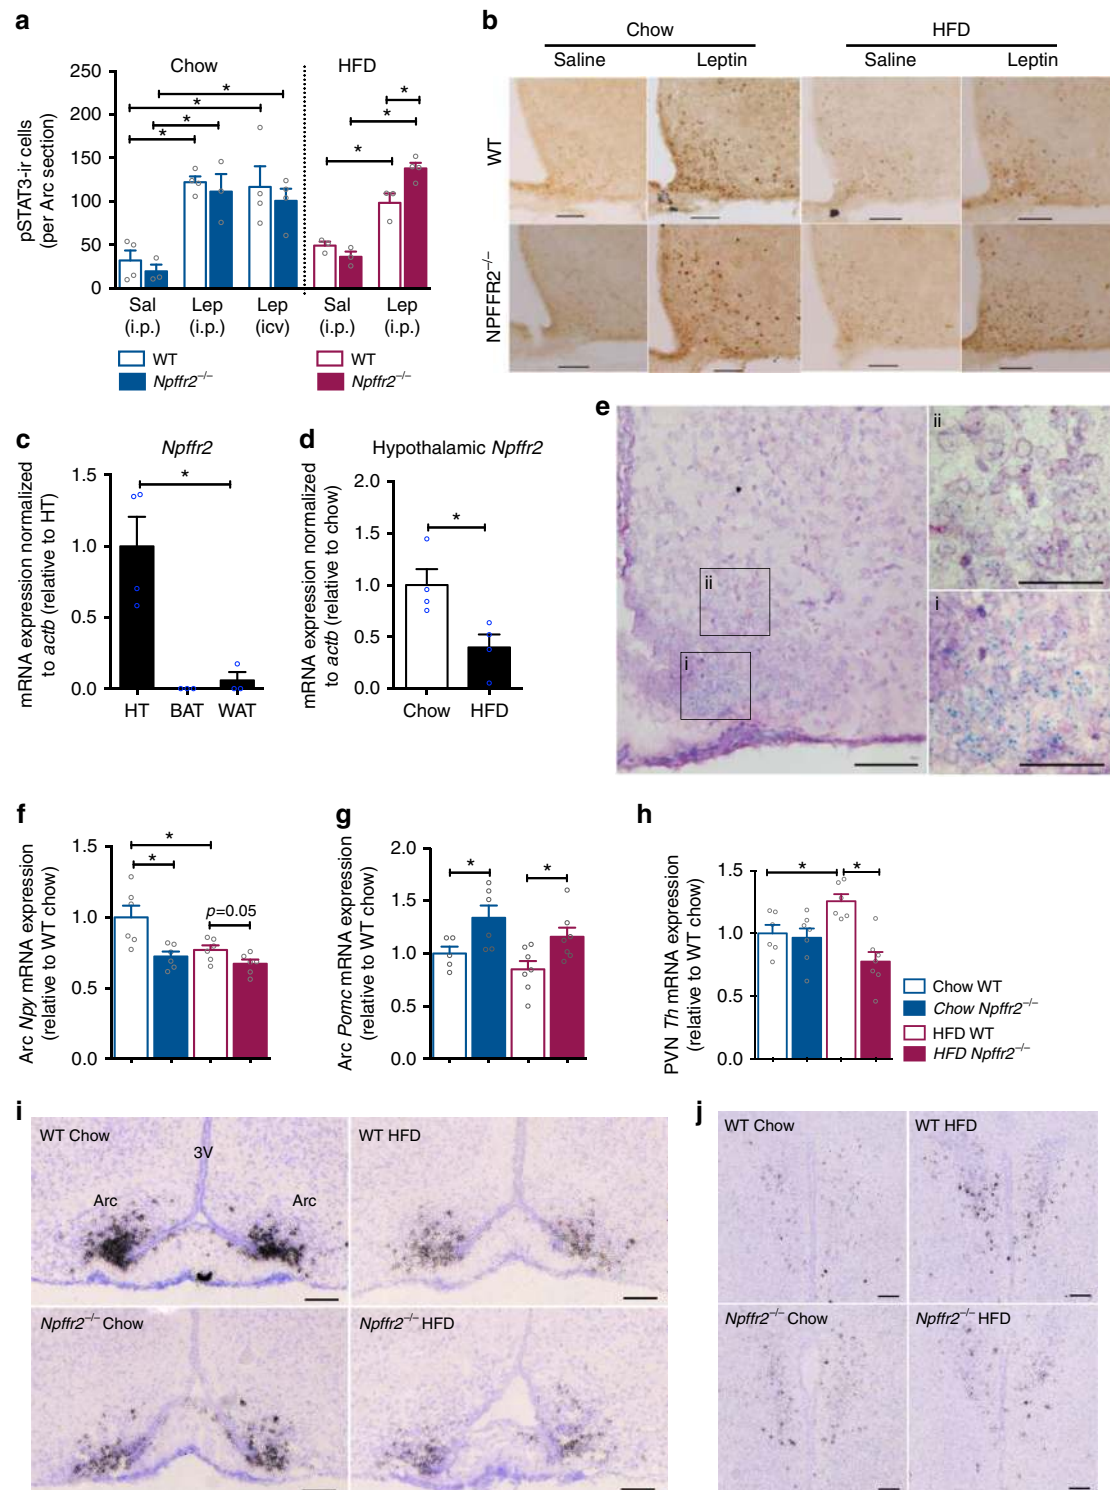 a
Chow
HFD
pSTAT3-ir cells
(per Arc section)
250
200
150
100
50
0
*
*
*
*
*
*
*
Sal
(i.p.)
Lep
(i.p.)
Lep
(icv)
Sal
(i.p.)
Lep
(i.p.)
WT
Npffr2−/−
WT
Npffr2−/−
b
Chow
HFD
Saline
Leptin
Saline
Leptin
WT
NPFFR2−/−
c
Npffr2
mRNA expression normalized
to actb (relative to HT)
1.5
1.0
0.5
0.0
*
HT
BAT
WAT
d
Hypothalamic Npffr2
mRNA expression normalized
to actb (relative to chow)
2.0
1.5
1.0
0.5
0.0
*
Chow
HFD
e
ii
i
ii
i
f
Arc Npy mRNA expression
(relative to WT chow)
1.5
1.0
0.5
0.0
*
*
p=0.05
g
Arc Pomc mRNA expression
(relative to WT chow)
2.0
1.5
1.0
0.5
0.0
*
*
h
PVN Th mRNA expression
(relative to WT chow)
1.5
1.0
0.5
0.0
*
*
Chow WT
Chow Npffr2−/−
HFD WT
HFD Npffr2−/−
i
WT Chow
3V
Arc
Arc
WT HFD
Npffr2−/− Chow
Npffr2−/− HFD
j
WT Chow
WT HFD
Npffr2−/− Chow
Npffr2−/− HFD